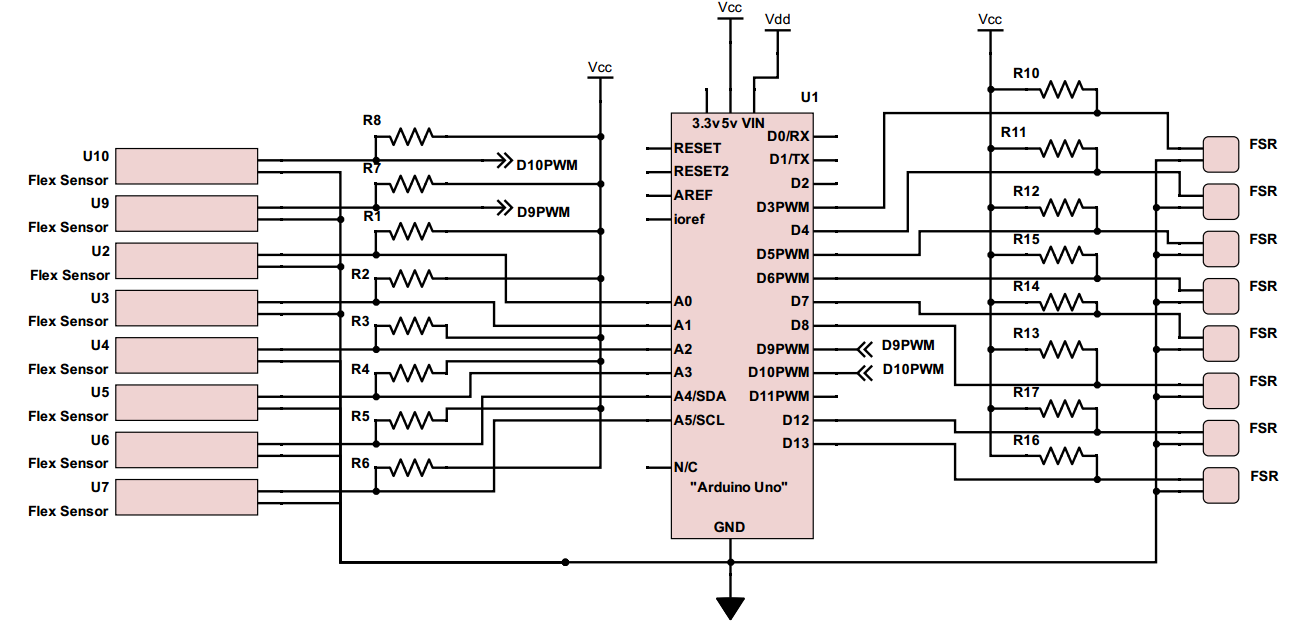 Vcc
Vdd
Vcc
Vcc
R8
U10
Flex Sensor
D10PWM
R7
U9
Flex Sensor
D9PWM
R1
U2
Flex Sensor
R2
U3
Flex Sensor
R3
U4
Flex Sensor
R4
U5
Flex Sensor
R5
U6
Flex Sensor
R6
U7
Flex Sensor
U1
3.3v 5v VIN
RESET
RESET2
AREF
ioref
A0
A1
A2
A3
A4/SDA
A5/SCL
N/C
D0/RX
D1/TX
D2
D3PWM
D4
D5PWM
D6PWM
D7
D8
D9PWM
D10PWM
D11PWM
D12
D13
"Arduino Uno"
GND
D9PWM
D10PWM
R10
R11
R12
R15
R14
R13
R17
R16
FSR
FSR
FSR
FSR
FSR
FSR
FSR
FSR